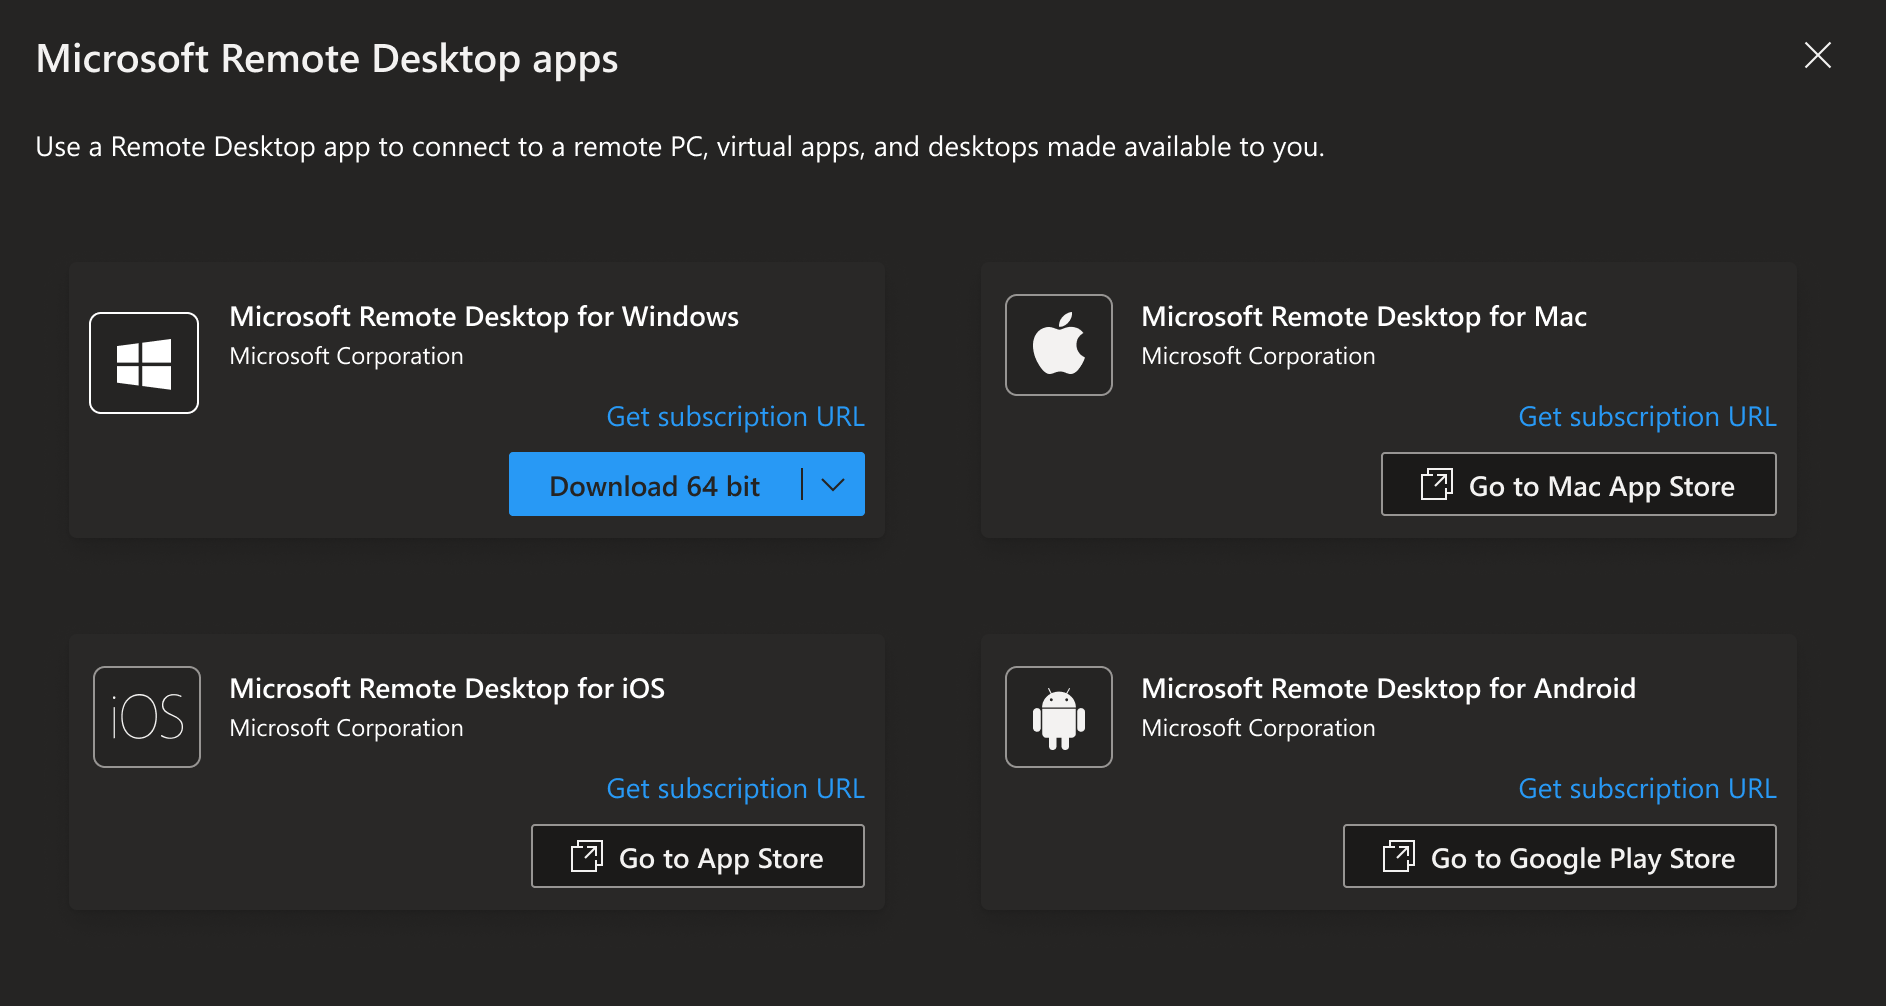 Microsoft Remote Desktop apps
Use a Remote Desktop app to connect to a remote PC, virtual apps, and desktops made available to you.
Microsoft Remote Desktop for Windows
Microsoft Corporation
Get subscription URL
Download 64 bit
Microsoft Remote Desktop for Mac
Microsoft Corporation
Get subscription URL
Go to Mac App Store
iOS
Microsoft Remote Desktop for iOS
Microsoft Corporation
Get subscription URL
Go to App Store
Microsoft Remote Desktop for Android
Microsoft Corporation
Get subscription URL
Go to Google Play Store